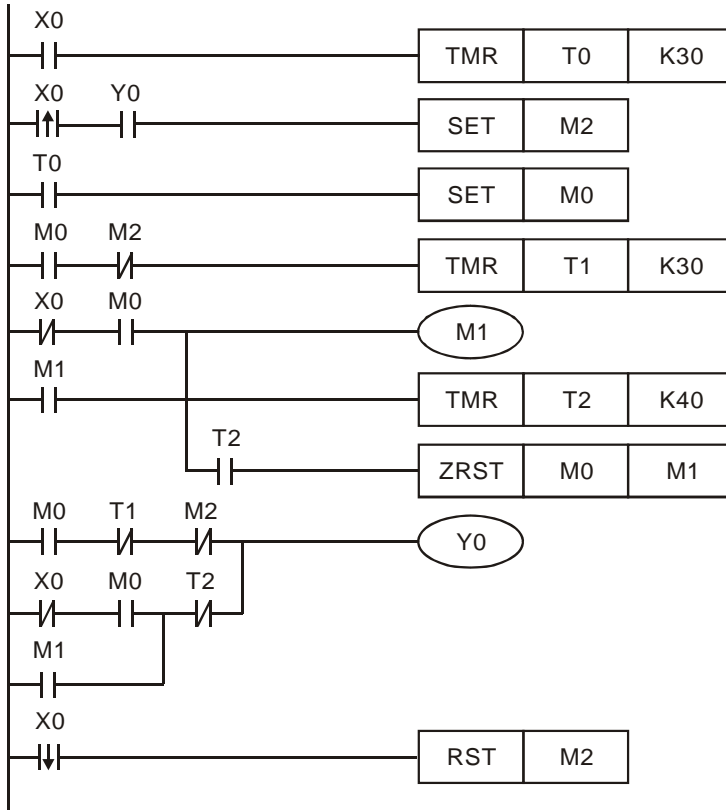 X0
TMR T0 K30
X0 Y0
SET M2
T0
SET M0
M0 M2
TMR T1 K30
X0 M0
M1
M1
TMR T2 K40
T2
ZRST M0 M1
M0 T1 M2
Y0
X0 M0 T2
M1
X0
RST M2